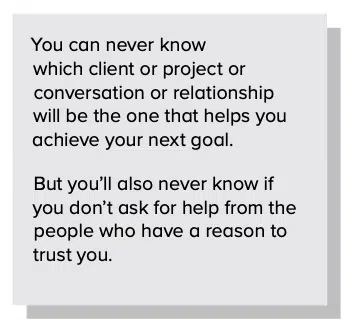 You can never know
which client or project or
conversation or relationship
will be the one that helps you
achieve your next goal.
But you’ll also never know if
you don’t ask for help from the
people who have a reason to
trust you.